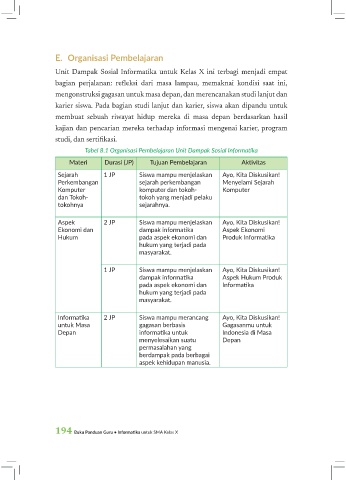 E. Organisasi Pembelajaran
Unit Dampak Sosial Informatika untuk Kelas X ini terbagi menjadi empat
bagian perjalanan: refleksi dari masa lampau, memaknai kondisi saat ini,
mengonstruksi gagasan untuk masa depan, dan merencanakan studi lanjut dan
karier siswa. Pada bagian studi lanjut dan karier, siswa akan dipandu untuk
membuat sebuah riwayat hidup mereka di masa depan berdasarkan hasil
kajian dan pencarian mereka terhadap informasi mengenai karier, program
studi, dan sertifikasi.
Tabel 8.1 Organisasi Pembelajaran Unit Dampak Sosial Informatika
Materi Durasi (JP) Tujuan Pembelajaran Aktivitas
Sejarah 1 JP Siswa mampu menjelaskan Ayo, Kita Diskusikan!
Perkembangan sejarah perkembangan Menyelami Sejarah
Komputer komputer dan tokoh- Komputer
dan Tokoh- tokoh yang menjadi pelaku
tokohnya sejarahnya.
Aspek 2 JP Siswa mampu menjelaskan Ayo, Kita Diskusikan!
Ekonomi dan dampak informatika Aspek Ekonomi
Hukum pada aspek ekonomi dan Produk Informatika
hukum yang terjadi pada
masyarakat.
1 JP Siswa mampu menjelaskan Ayo, Kita Diskusikan!
dampak informatika Aspek Hukum Produk
pada aspek ekonomi dan Informatika
hukum yang terjadi pada
masyarakat.
Informatika 2 JP Siswa mampu merancang Ayo, Kita Diskusikan!
untuk Masa gagasan berbasis Gagasanmu untuk
Depan informatika untuk Indonesia di Masa
menyelesaikan suatu Depan
permasalahan yang
berdampak pada berbagai
aspek kehidupan manusia.
194 Buku Panduan Guru • Informatika untuk SMA Kelas X